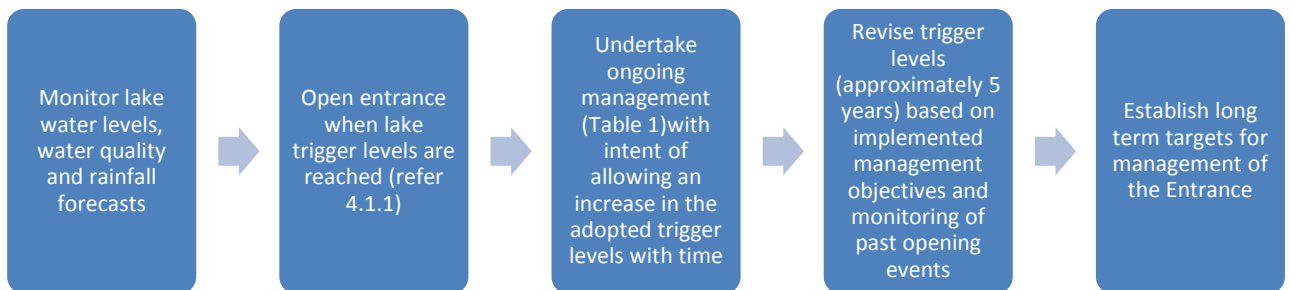 Monitor lake
water levels,
water quality
and rainfall
forecasts
Open entrance
when lake
trigger levels are
reached (refer
4.1.1)
Undertake
ongoing
management
(Table 1)with
intent of
allowing an
increase in the
adopted trigger
levels with time
Revise trigger
levels
(approximately 5
years) based on
implemented
management
objectives and
monitoring of
past opening
events
Establish long
term targets for
management of
the Entrance